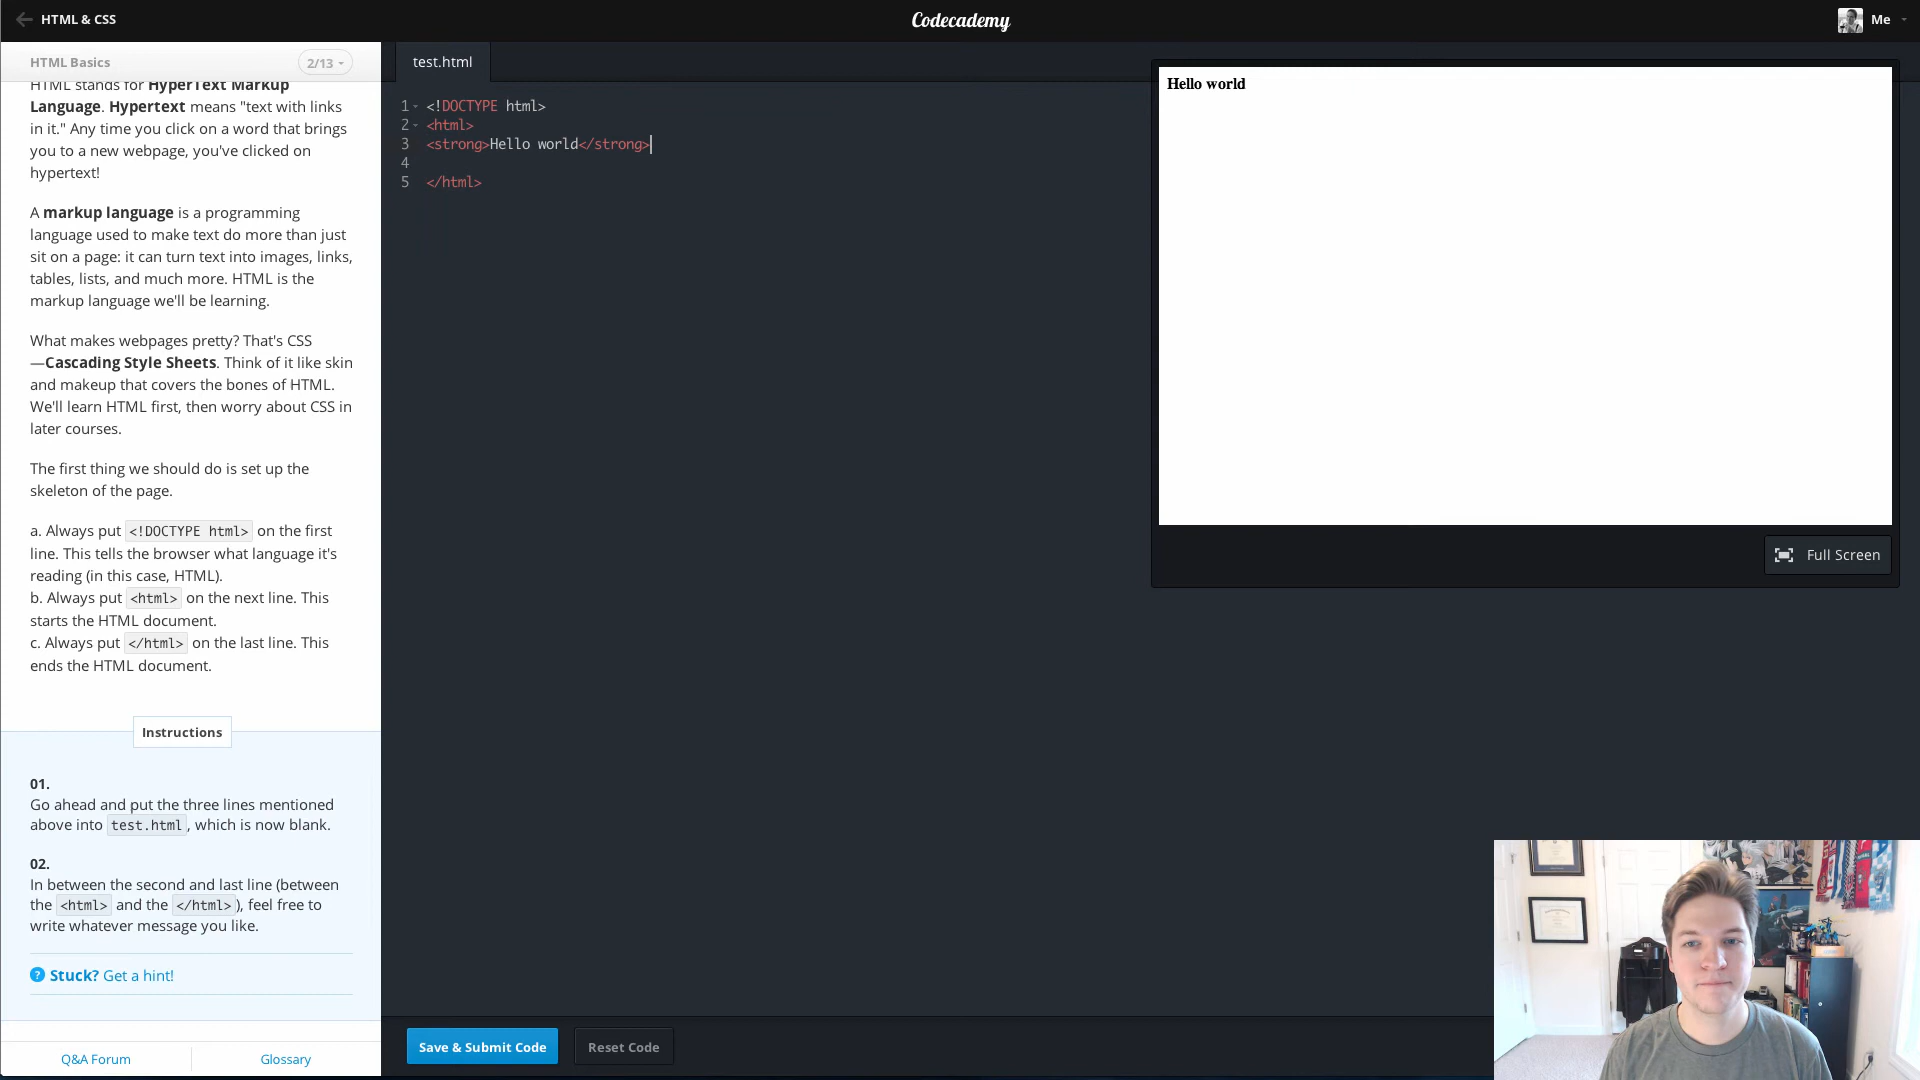 HTML & CSS
Codecademy
Me
HTML Basics
2/13
HTML stands for HyperText Markup
Language. Hypertext means "text with links
in it." Any time you click on a word that brings
you to a new webpage, you've clicked on
hypertext!
A markup language is a programming
language used to make text do more than just
sit on a page: it can turn text into images, links,
tables, lists, and much more. HTML is the
markup language we'll be learning.
What makes webpages pretty? That's CSS
—Cascading Style Sheets. Think of it like skin
and makeup that covers the bones of HTML.
We'll learn HTML first, then worry about CSS in
later courses.
The first thing we should do is set up the
skeleton of the page.
a. Always put <!DOCTYPE html> on the first
line. This tells the browser what language it's
reading (in this case, HTML).
b. Always put <html> on the next line. This
starts the HTML document.
c. Always put </html> on the last line. This
ends the HTML document.
Instructions
01.
Go ahead and put the three lines mentioned
above into test.html, which is now blank.
02.
In between the second and last line (between
the <html> and the </html>), feel free to
write whatever message you like.
? Stuck? Get a hint!
Q&A Forum
Glossary
test.html
1 <!DOCTYPE html>
2 <html>
3 <strong>Hello world</strong>
4
5 </html>
Save & Submit Code
Reset Code
Hello world
Full Screen